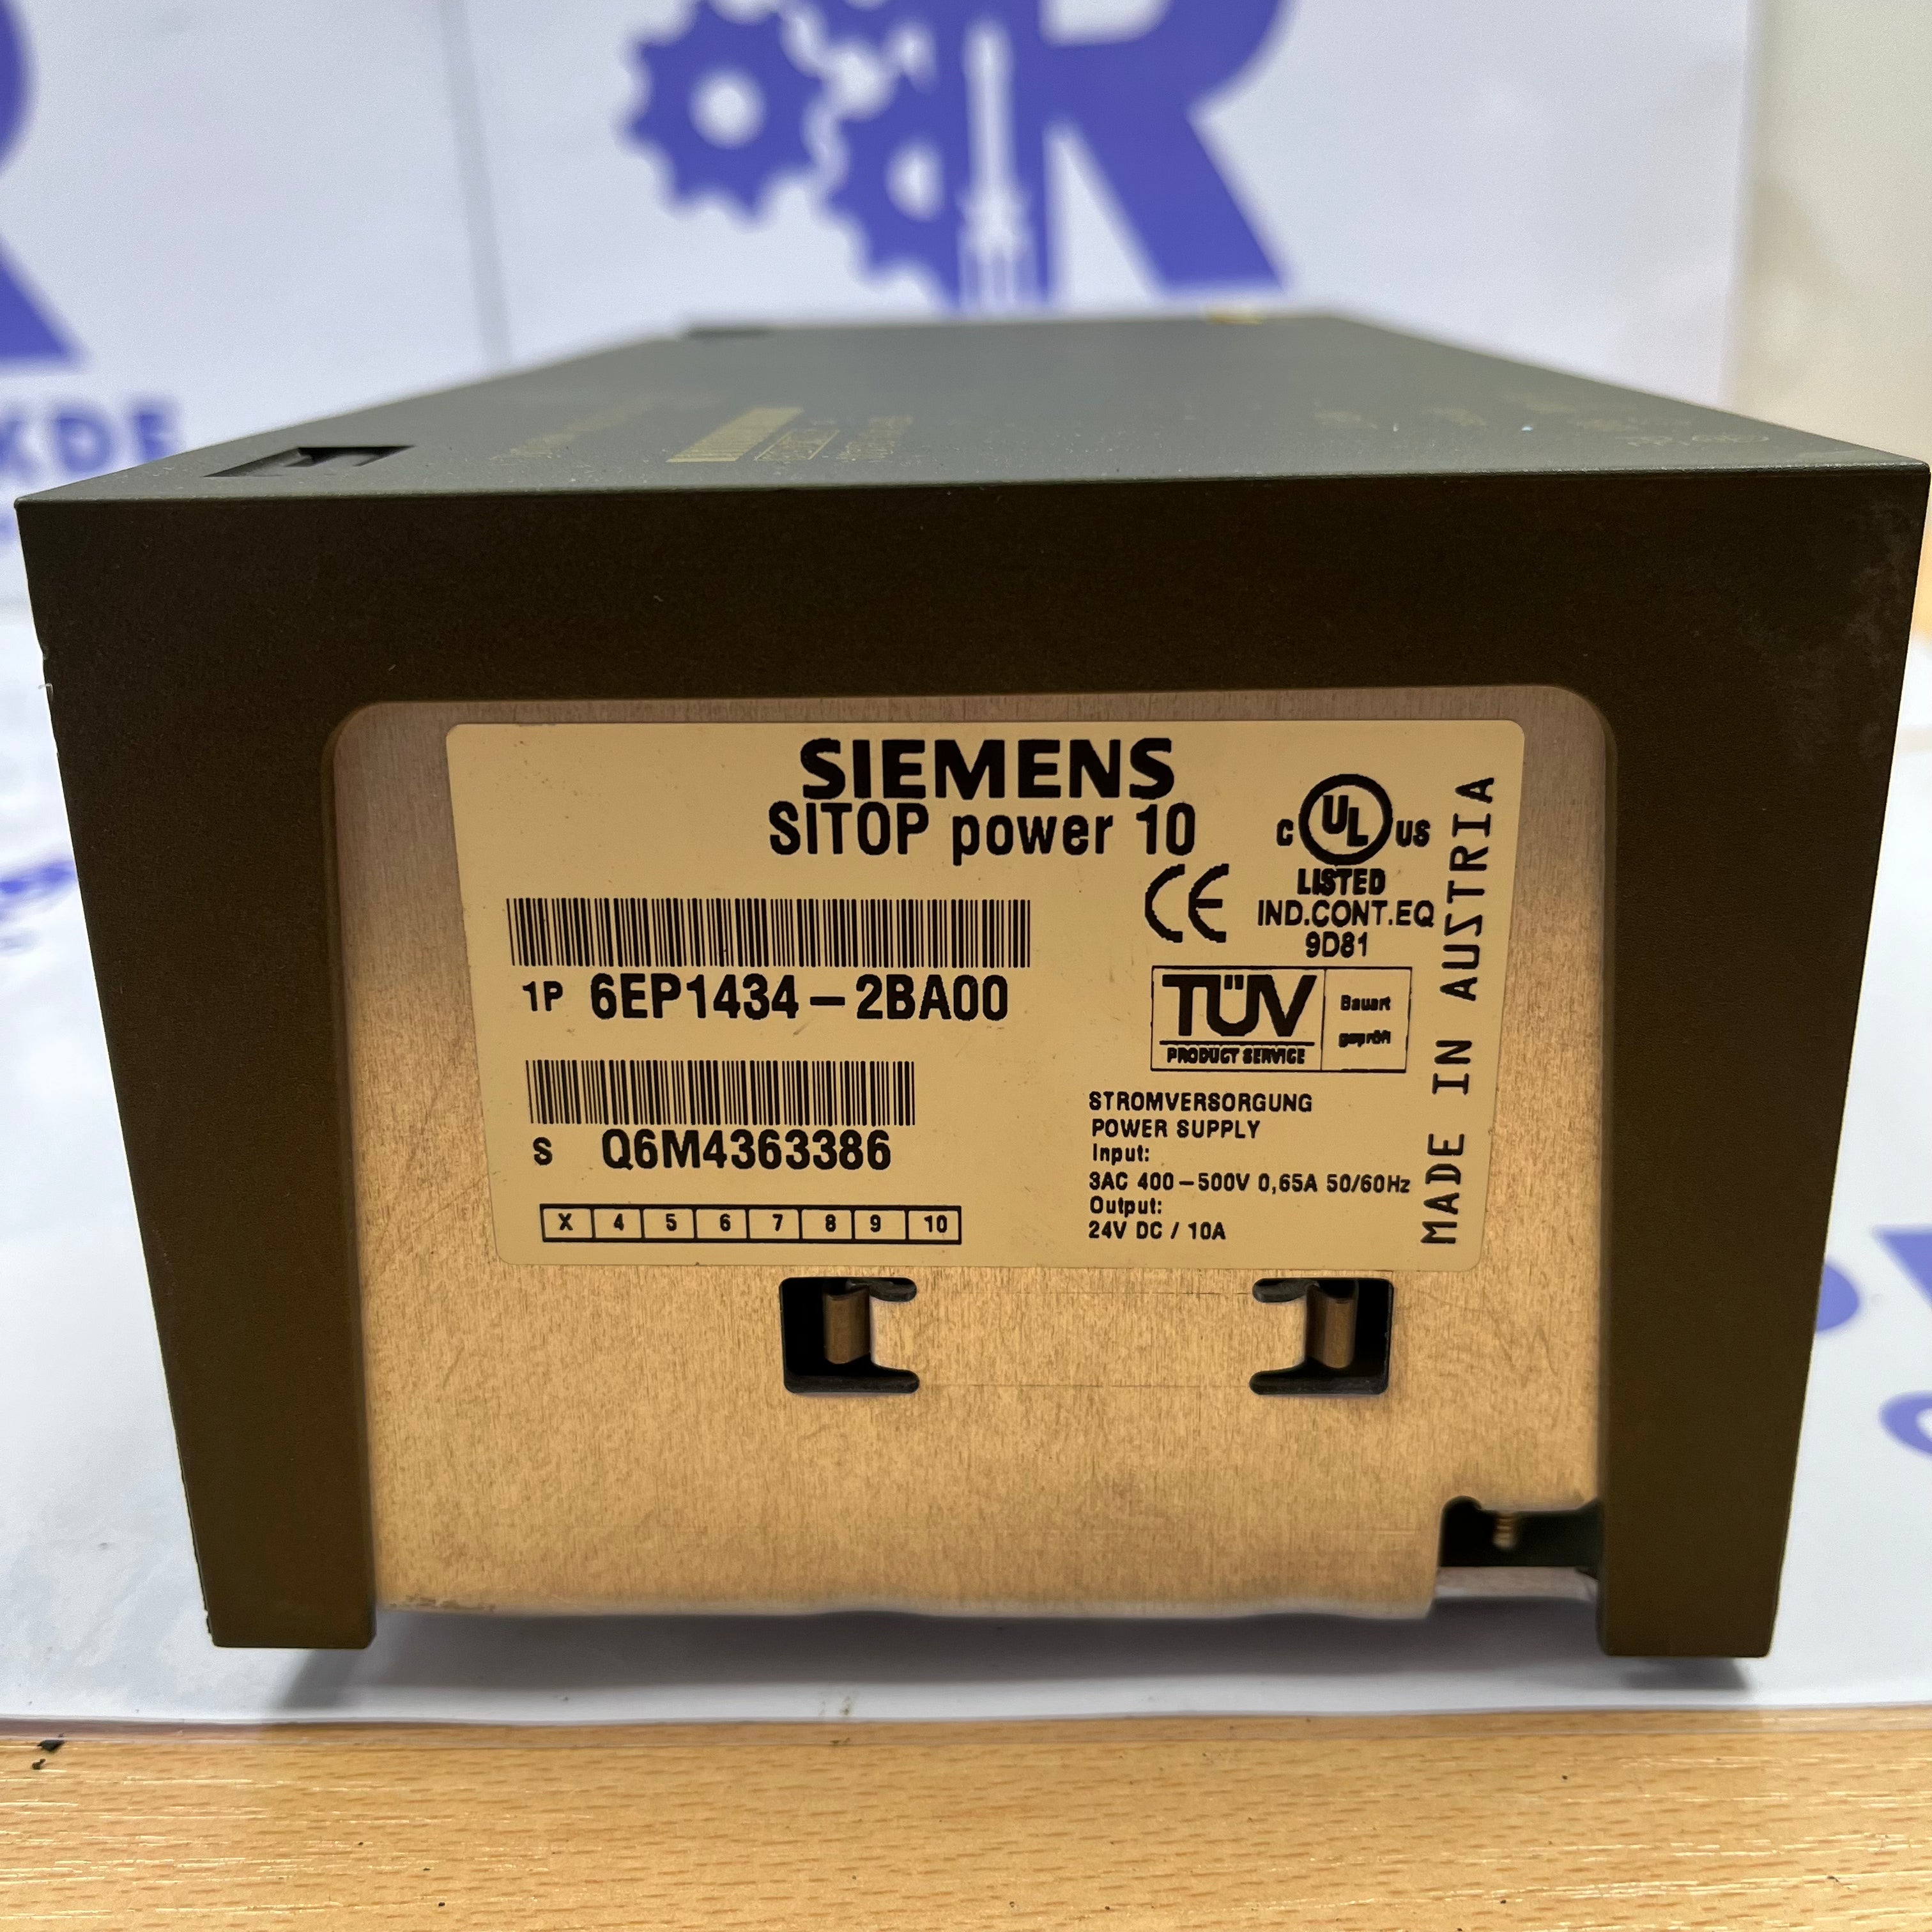 R
KDE
SIEMENS
SITOP power 10
C UL US
LISTED
IND.CONT.EQ
9D81
CE
1P 6EP1434-2BA00
TÜV
PRODUCT SERVICE
Bauart
geprüft
S Q6M4363386
X 4 5 6 7 8 9 10
STROMVERSORGUNG
POWER SUPPLY
Input:
3AC 400-500V 0,65A 50/60Hz
Output:
24V DC / 10A
MADE IN AUSTRIA